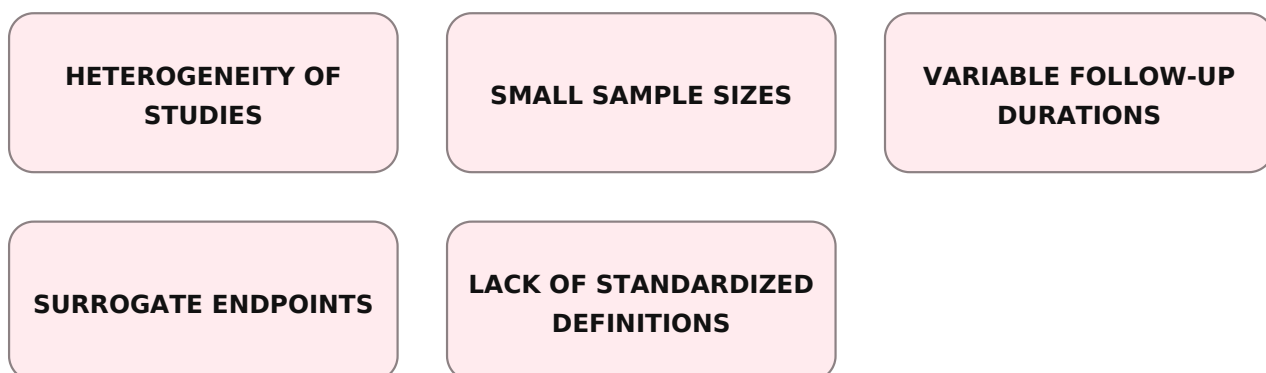 HETEROGENEITY OF
STUDIES
SMALL SAMPLE SIZES
VARIABLE FOLLOW-UP
DURATIONS
SURROGATE ENDPOINTS
LACK OF STANDARDIZED
DEFINITIONS